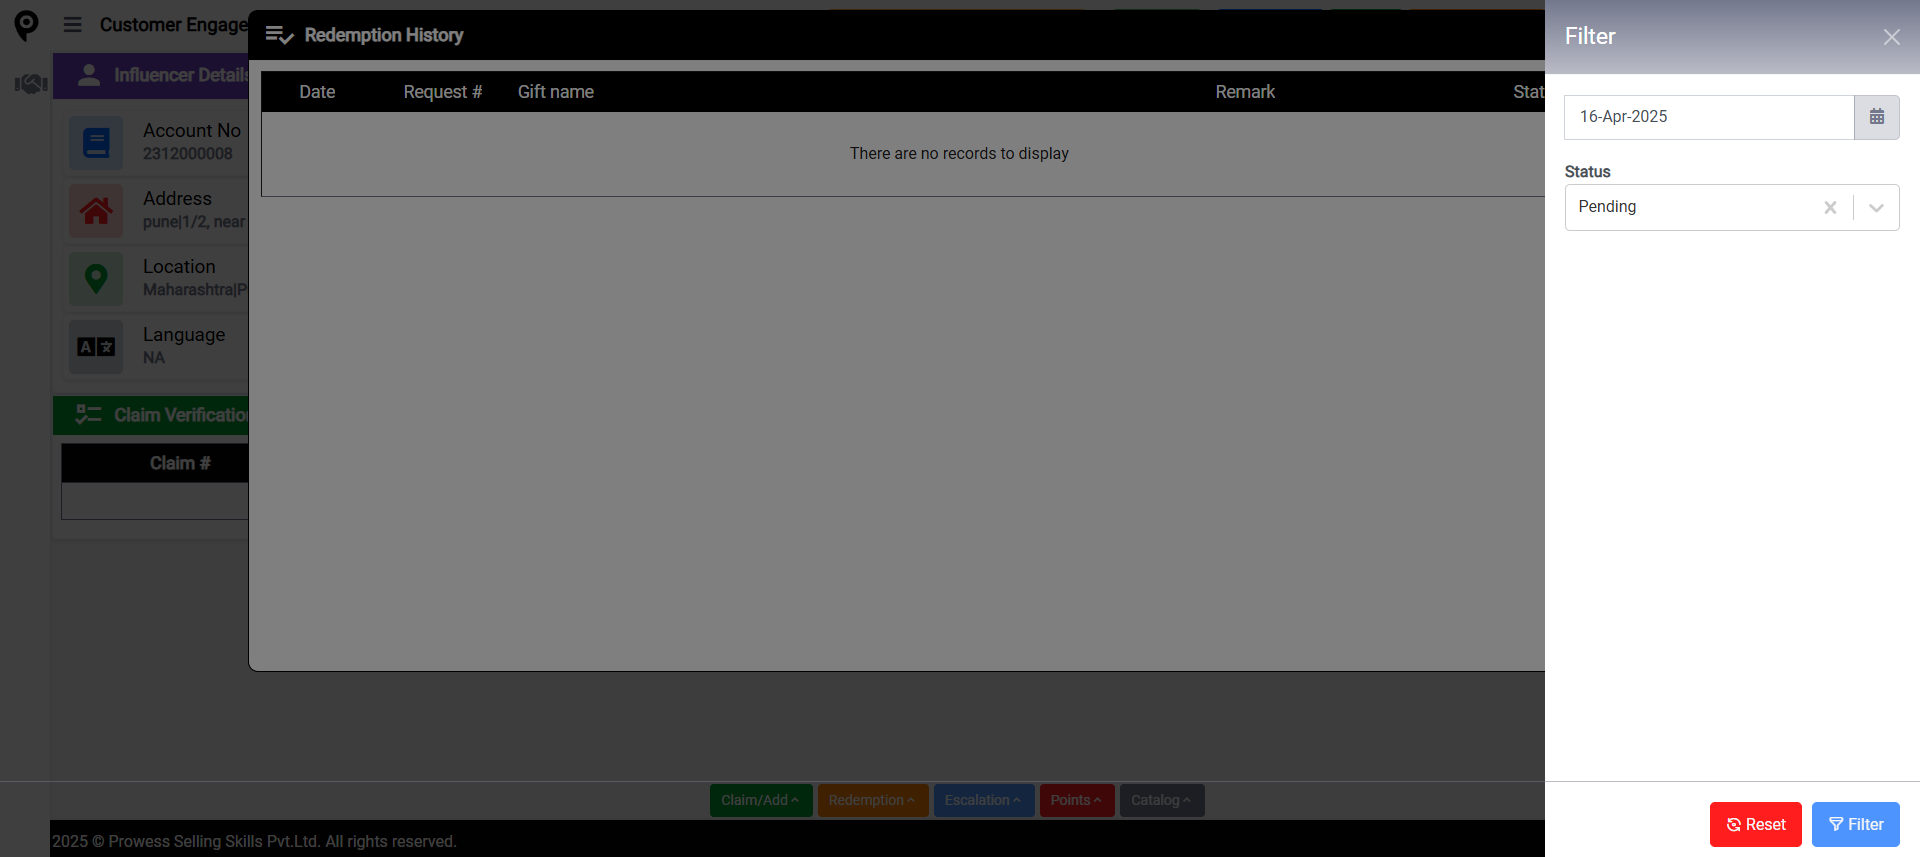 Customer Engage
Redemption History
Filter
Influencer Details
Date Request # Gift name Remark Stat
There are no records to display
16-Apr-2025
Status
Pending
Account No
2312000008
Address
pune|1/2, near
Location
Maharashtra|P
A
Language
NA
Claim Verification
Claim #
Claim/Add Redemption Escalation Points Catalog
Reset Filter
2025 © Prowess Selling Skills Pvt.Ltd. All rights reserved.